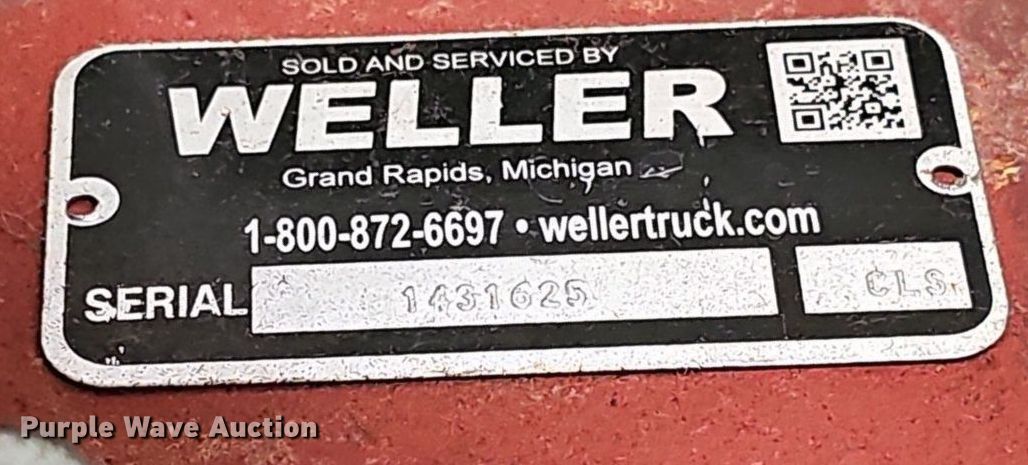 SOLD AND SERVICED BY
WELLER
Grand Rapids, Michigan
1-800-872-6697 • wellertruck.com
SERIAL 1431625 CLS
Purple Wave Auction